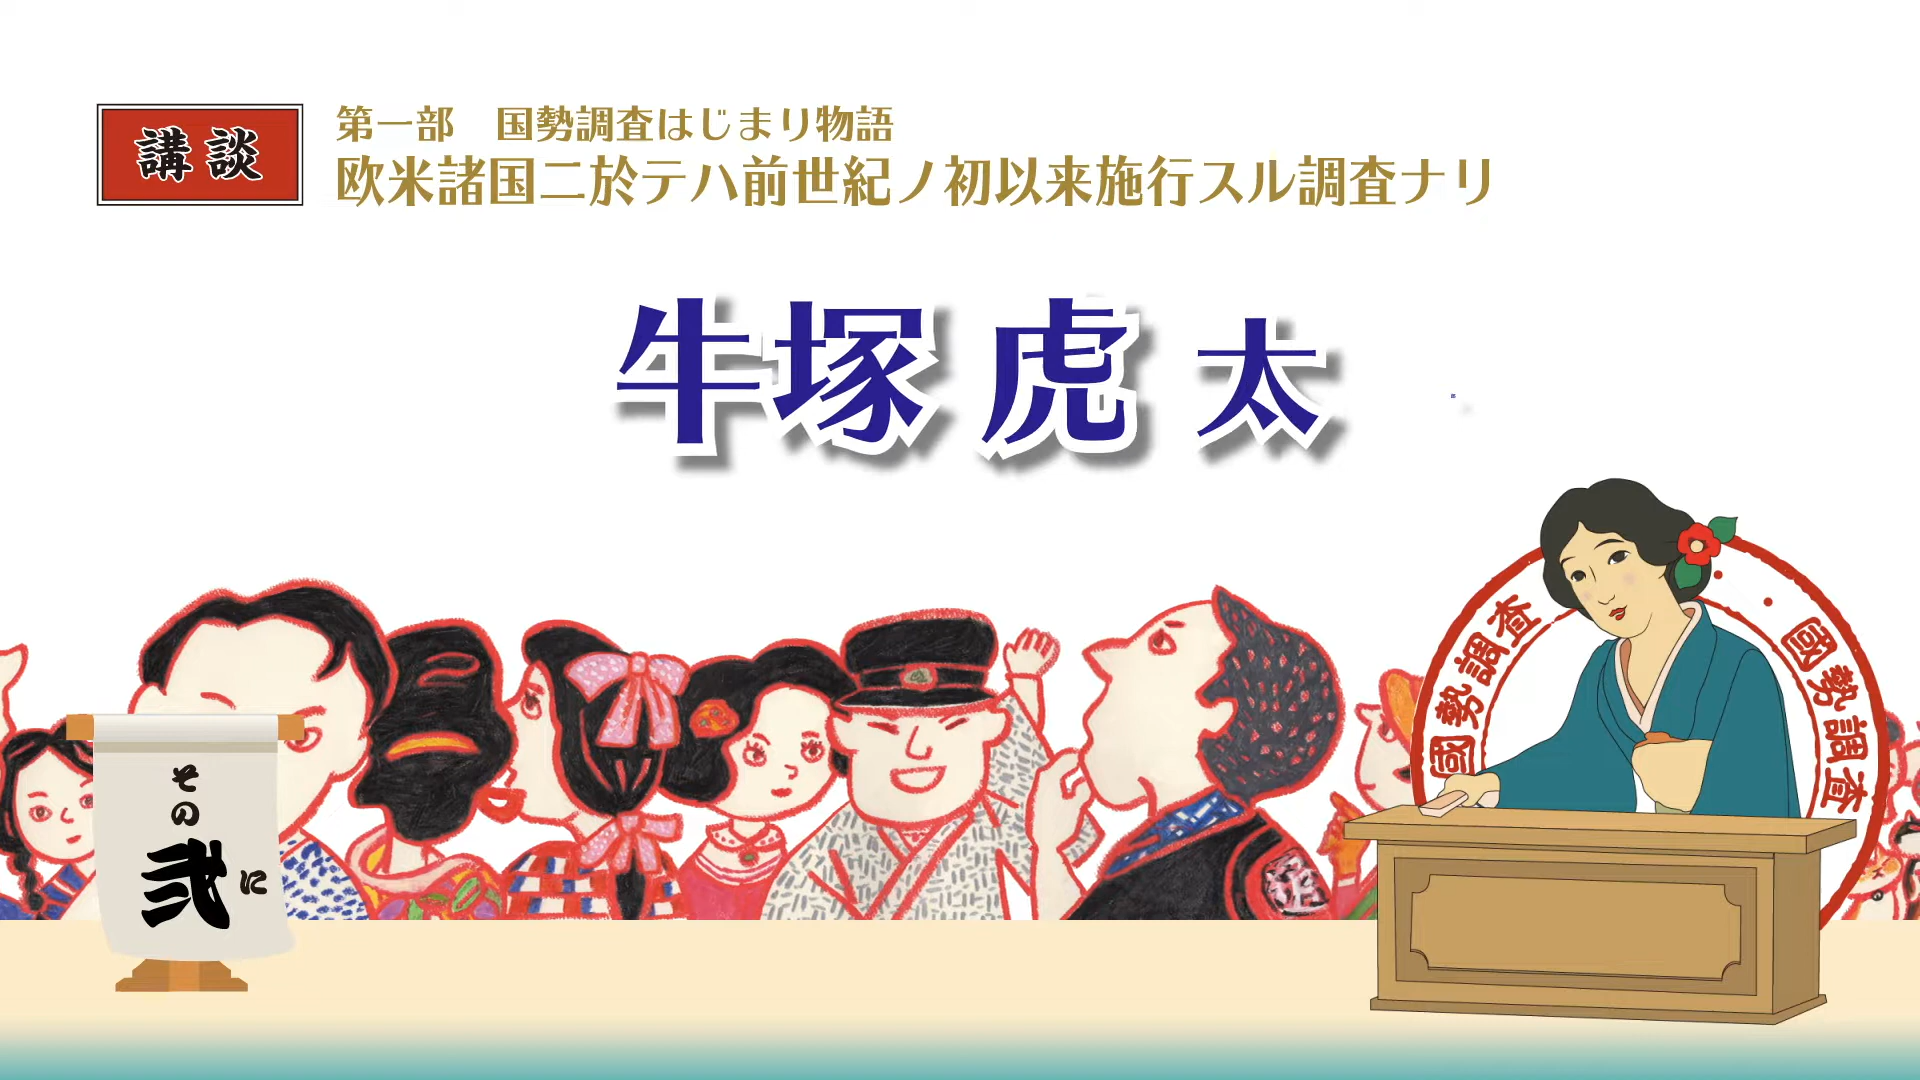 講談
第一部　国勢調査はじまり物語
欧米諸国ニ於テハ前世紀ノ初以来施行スル調査ナリ
牛塚虎太
國勢調査
國勢調査
その
弐
に